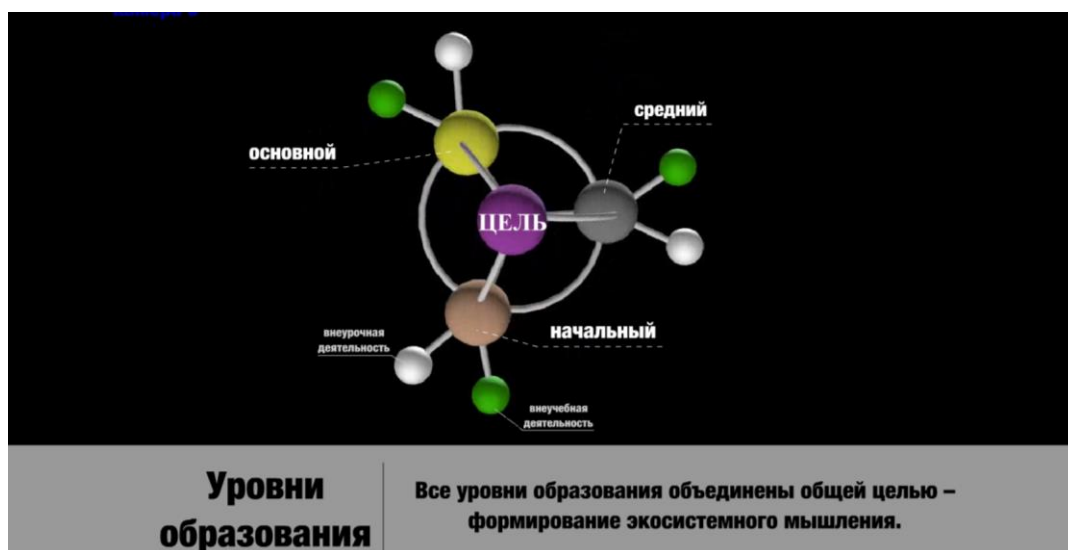 средний
основной
ЦЕЛЬ
начальный
внеурочная
деятельность
внеучебная
деятельность
Уровни
образования
Все уровни образования объединены общей целью –
формирование экосистемного мышления.